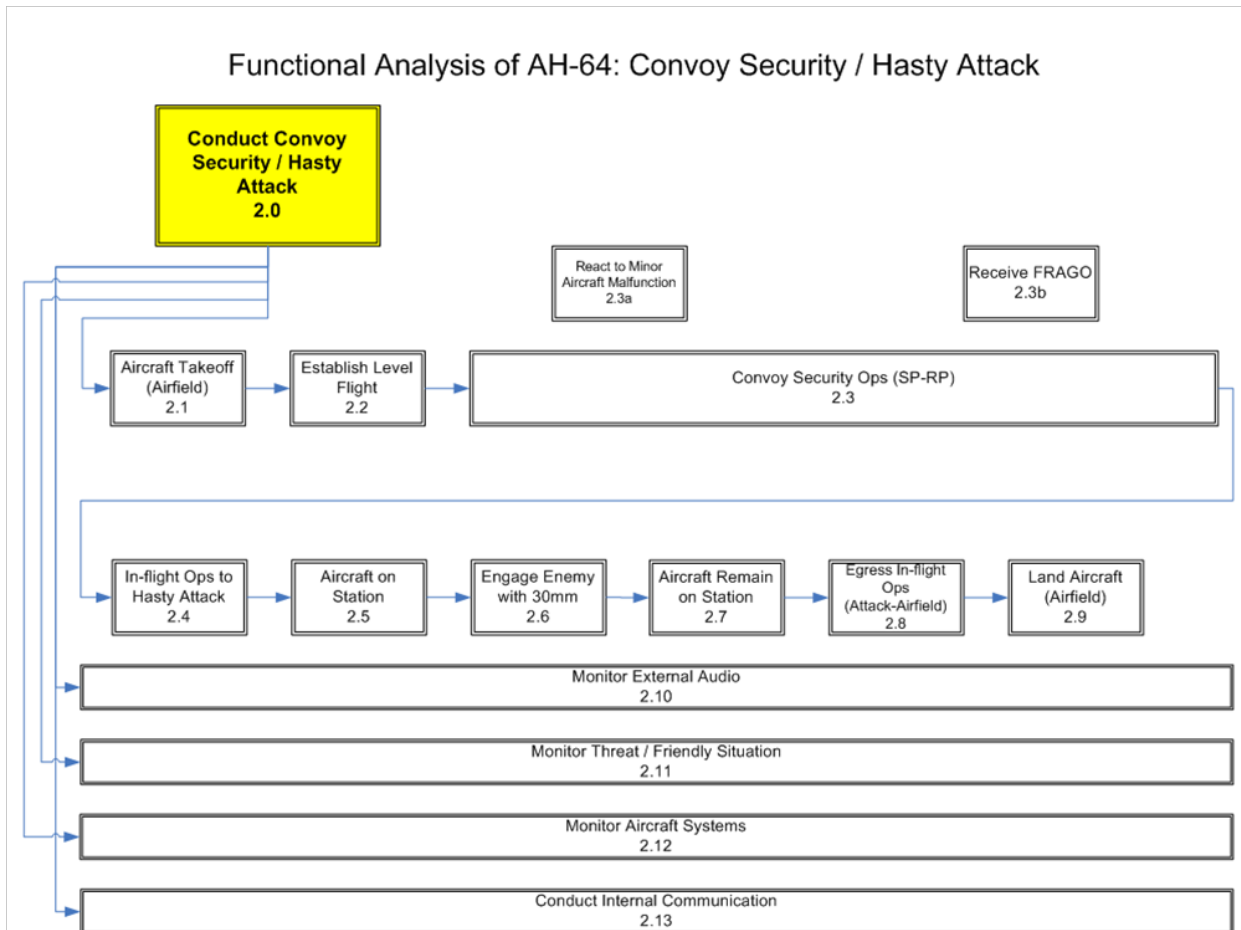 Functional Analysis of AH-64: Convoy Security / Hasty Attack
Conduct Convoy
Security / Hasty
Attack
2.0
React to Minor
Aircraft Malfunction
2.3a
Receive FRAGO
2.3b
Aircraft Takeoff
(Airfield)
2.1
Establish Level
Flight
2.2
Convoy Security Ops (SP-RP)
2.3
In-flight Ops to
Hasty Attack
2.4
Aircraft on
Station
2.5
Engage Enemy
with 30mm
2.6
Aircraft Remain
on Station
2.7
Egress In-flight
Ops
(Attack-Airfield)
2.8
Land Aircraft
(Airfield)
2.9
Monitor External Audio
2.10
Monitor Threat / Friendly Situation
2.11
Monitor Aircraft Systems
2.12
Conduct Internal Communication
2.13